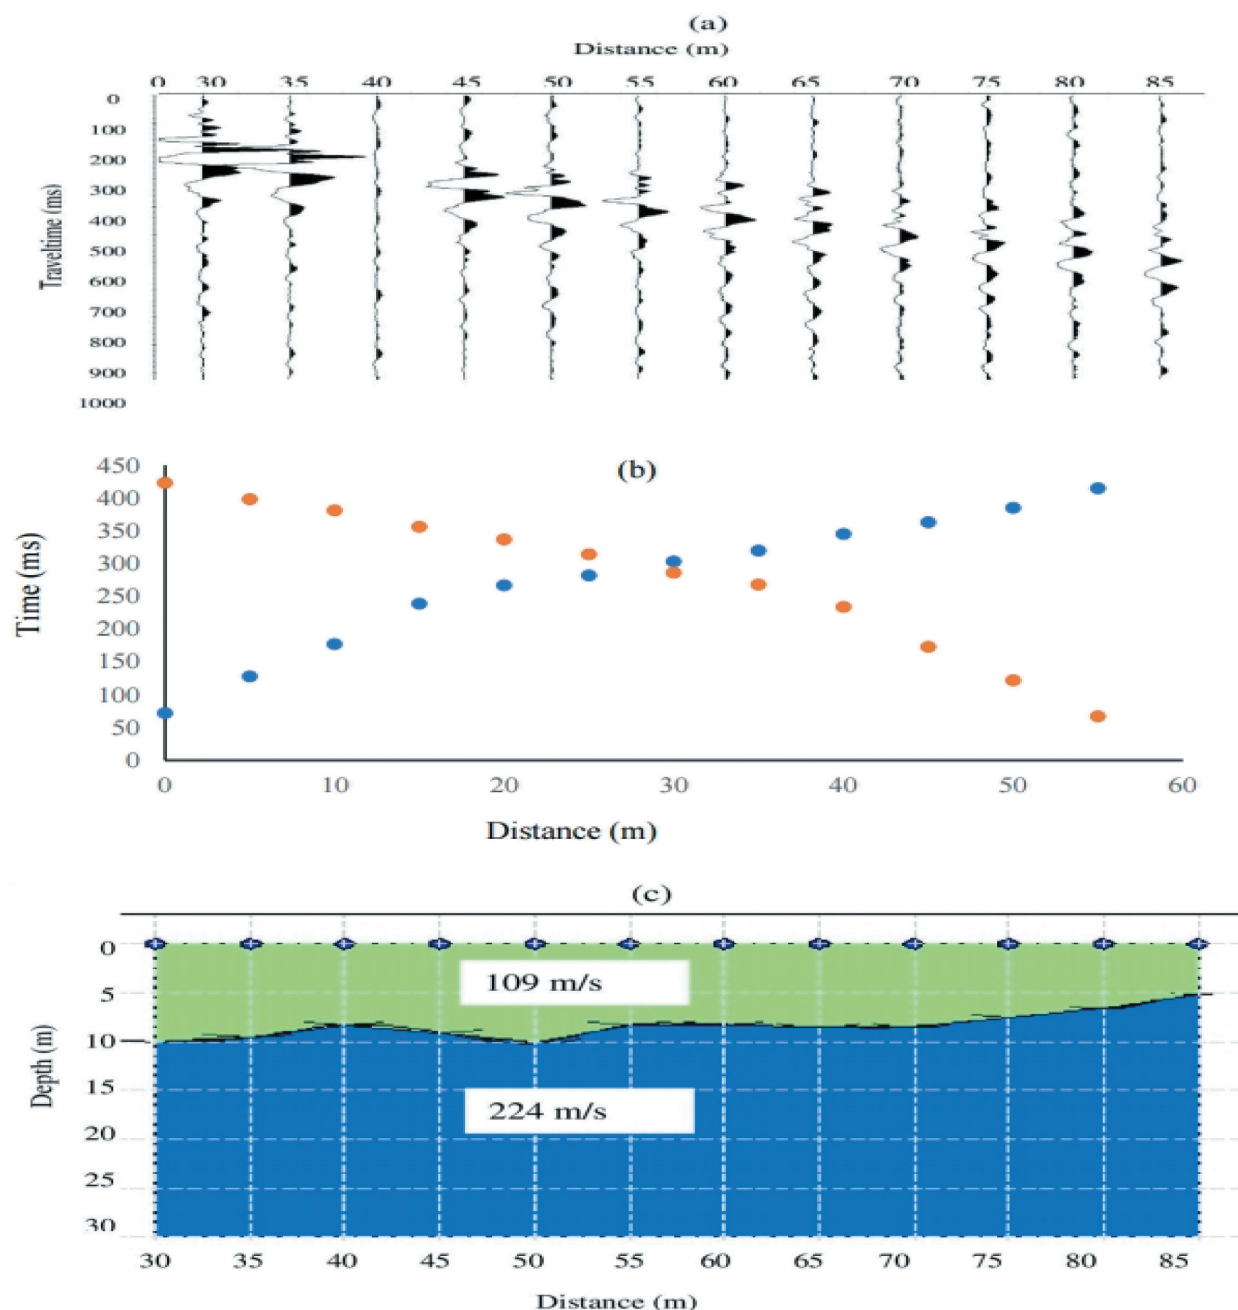 (a)
Distance (m)
0 30 35 40 45 50 55 60 65 70 75 80 85
0
100
200
300
400
500
600
700
800
900
1000
Traveltime (ms)
(b)
450
400
350
300
250
200
150
100
50
0
Time (ms)
0 10 20 30 40 50 60
Distance (m)
(c)
0
5
10
15
20
25
30
Depth (m)
109 m/s
224 m/s
30 35 40 45 50 55 60 65 70 75 80 85
Distance (m)